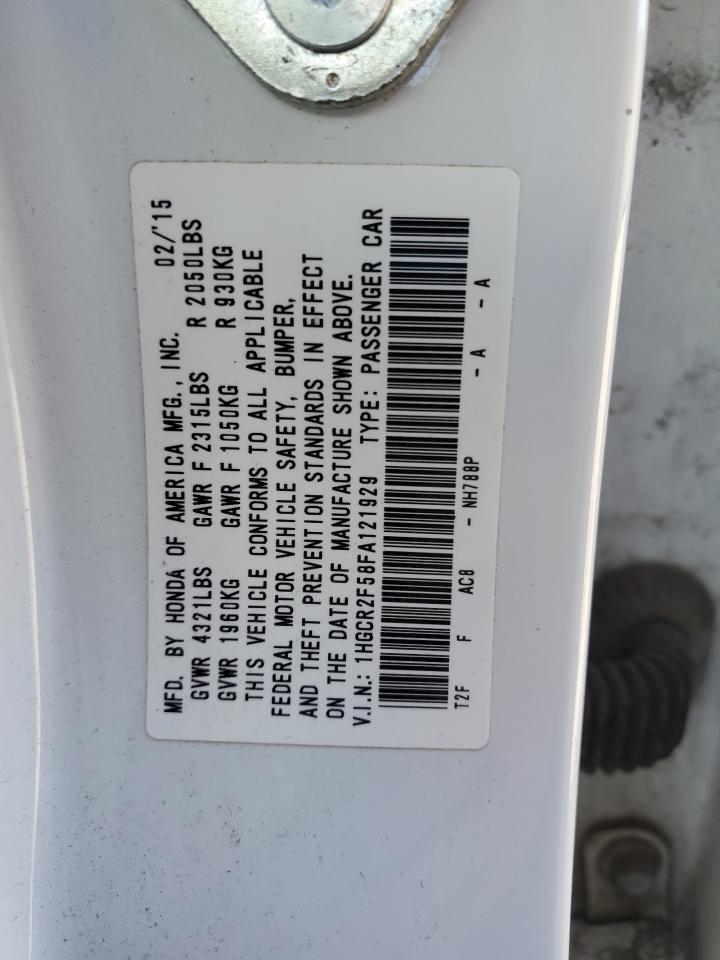 MFD. BY HONDA OF AMERICA MFG., INC. 02/'15
GVWR 4321LBS GAWR F 2315LBS R 2050LBS
GVWR 1960KG GAWR F 1050KG R 930KG
THIS VEHICLE CONFORMS TO ALL APPLICABLE
FEDERAL MOTOR VEHICLE SAFETY, BUMPER,
AND THEFT PREVENTION STANDARDS IN EFFECT
ON THE DATE OF MANUFACTURE SHOWN ABOVE.
V.I.N.: 1HGCR2F58FA121929 TYPE: PASSENGER CAR
T2F F AC8 - NH788P - A - A